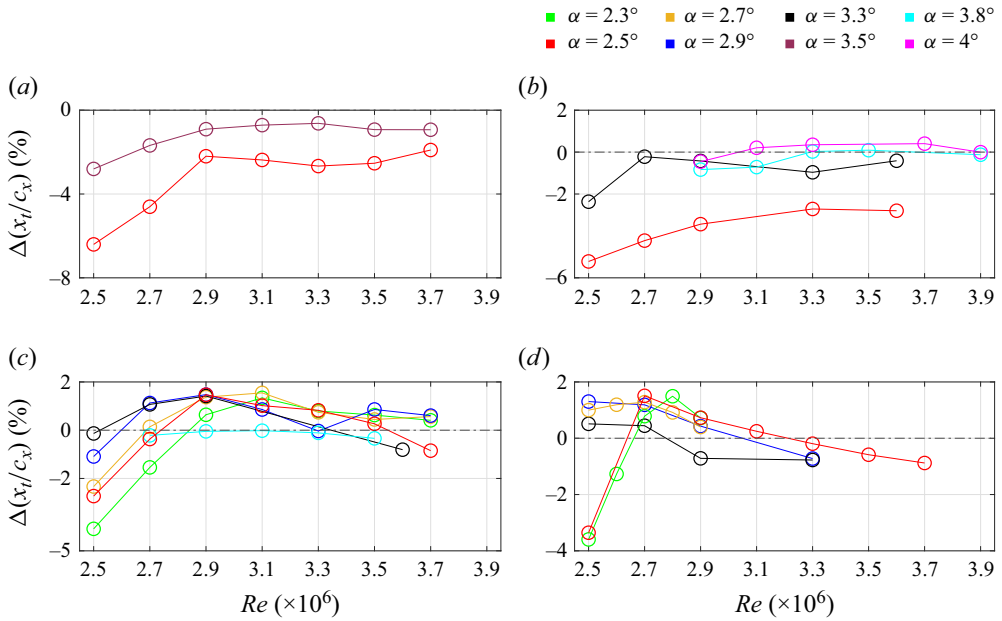 α = 2.3° α = 2.7° α = 3.3° α = 3.8°
α = 2.5° α = 2.9° α = 3.5° α = 4°
(a) (b)
0
–4
–8
Δ(x_t/c_x) (%)
2.5 2.7 2.9 3.1 3.3 3.5 3.7 3.9
2
0
–2
–6
2.5 2.7 2.9 3.1 3.3 3.5 3.7 3.9
(c) (d)
2
0
–2
–5
Δ(x_t/c_x) (%)
2.5 2.7 2.9 3.1 3.3 3.5 3.7 3.9
Re (×10⁶)
2
0
–2
–4
2.5 2.7 2.9 3.1 3.3 3.5 3.7 3.9
Re (×10⁶)